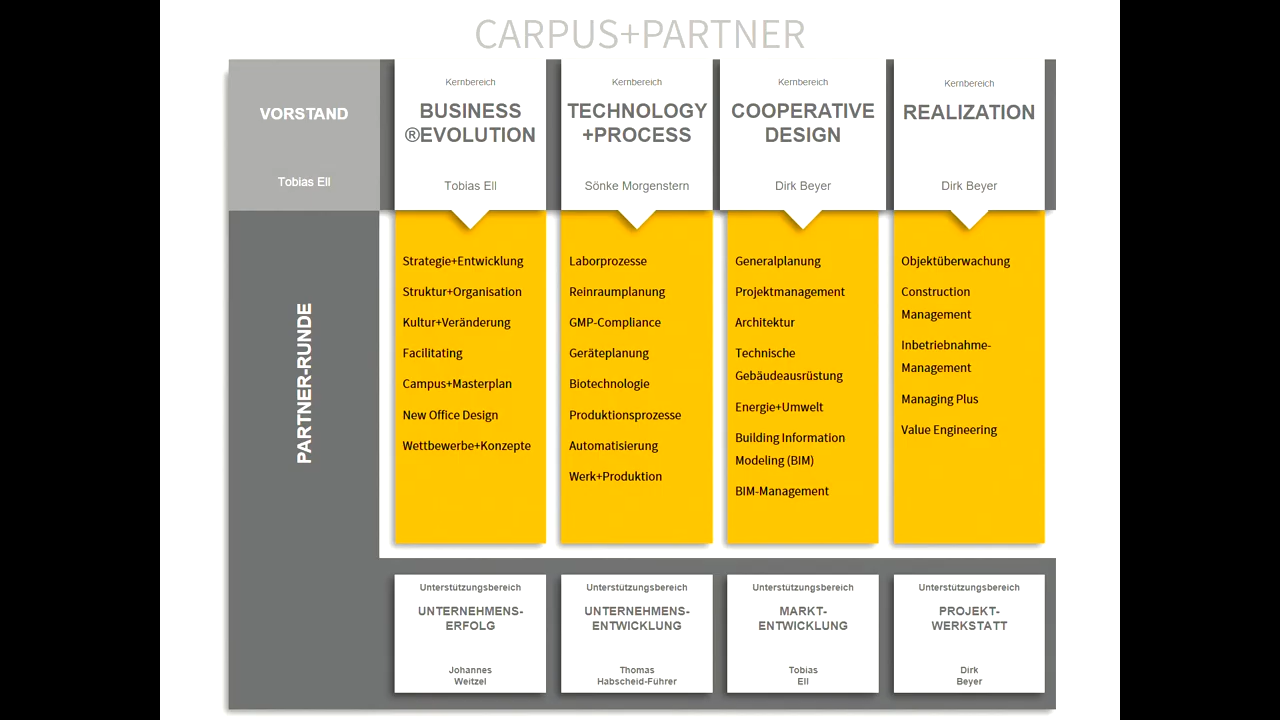 CARPUS+PARTNER
VORSTAND
Tobias Ell
Kernbereich
BUSINESS
®EVOLUTION
Tobias Ell
Kernbereich
TECHNOLOGY
+PROCESS
Sönke Morgenstern
Kernbereich
COOPERATIVE
DESIGN
Dirk Beyer
Kernbereich
REALIZATION
Dirk Beyer
PARTNER-RUNDE
Strategie+Entwicklung
Struktur+Organisation
Kultur+Veränderung
Facilitating
Campus+Masterplan
New Office Design
Wettbewerbe+Konzepte
Laborprozesse
Reinraumplanung
GMP-Compliance
Geräteplanung
Biotechnologie
Produktionsprozesse
Automatisierung
Werk+Produktion
Generalplanung
Projektmanagement
Architektur
Technische
Gebäudeausrüstung
Energie+Umwelt
Building Information
Modeling (BIM)
BIM-Management
Objektüberwachung
Construction
Management
Inbetriebnahme-
Management
Managing Plus
Value Engineering
Unterstützungsbereich
UNTERNEHMENS-
ERFOLG
Johannes
Weitzel
Unterstützungsbereich
UNTERNEHMENS-
ENTWICKLUNG
Thomas
Habscheid-Führer
Unterstützungsbereich
MARKT-
ENTWICKLUNG
Tobias
Ell
Unterstützungsbereich
PROJEKT-
WERKSTATT
Dirk
Beyer